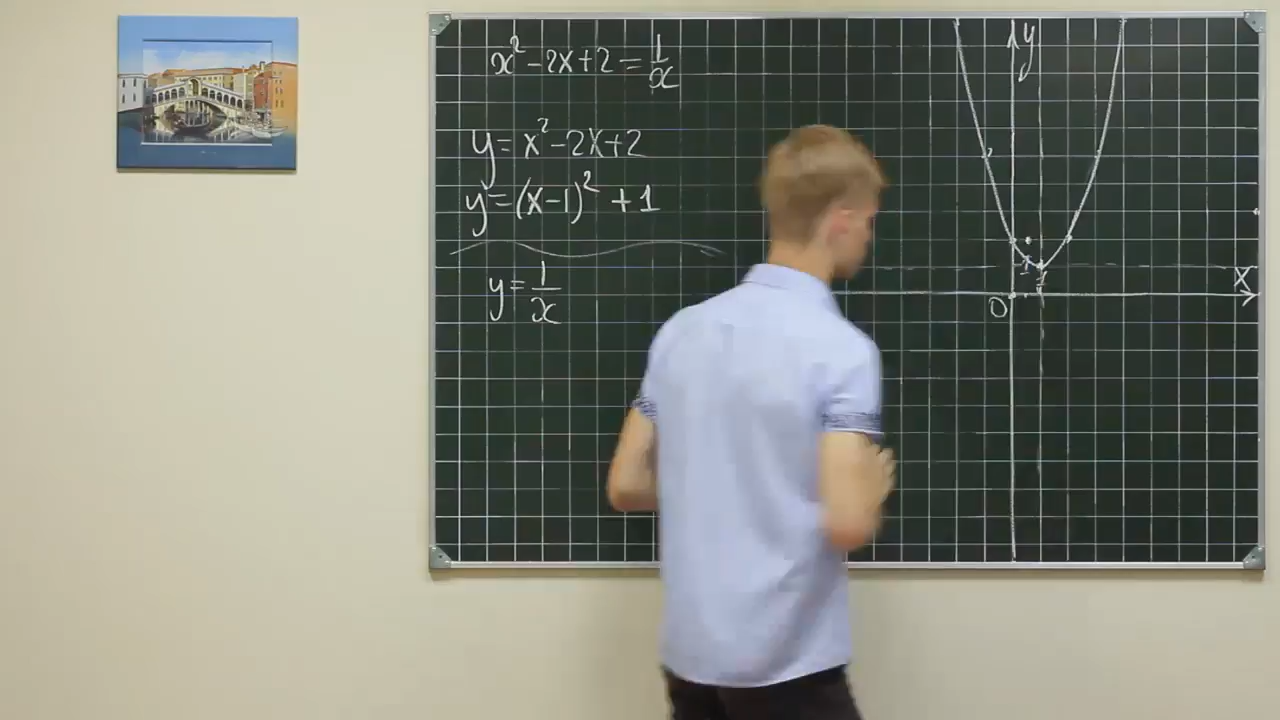 x² - 2x + 2 = 1/x
y = x² - 2x + 2
y = (x-1)² + 1
y = 1/x
y
x
1
0